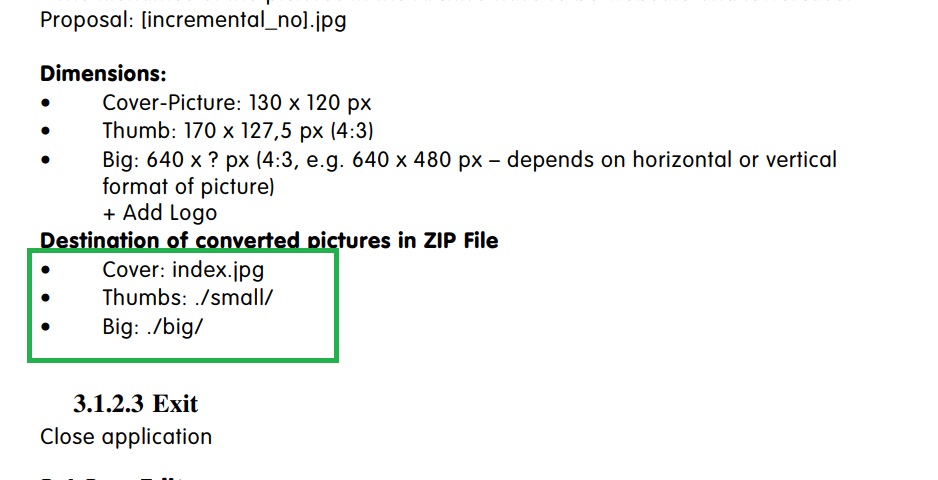 Proposal: [incremental_no].jpg
Dimensions:
• Cover-Picture: 130 x 120 px
• Thumb: 170 x 127,5 px (4:3)
• Big: 640 x ? px (4:3, e.g. 640 x 480 px – depends on horizontal or vertical
format of picture)
+ Add Logo
Destination of converted pictures in ZIP File
• Cover: index.jpg
• Thumbs: ./small/
• Big: ./big/
3.1.2.3 Exit
Close application